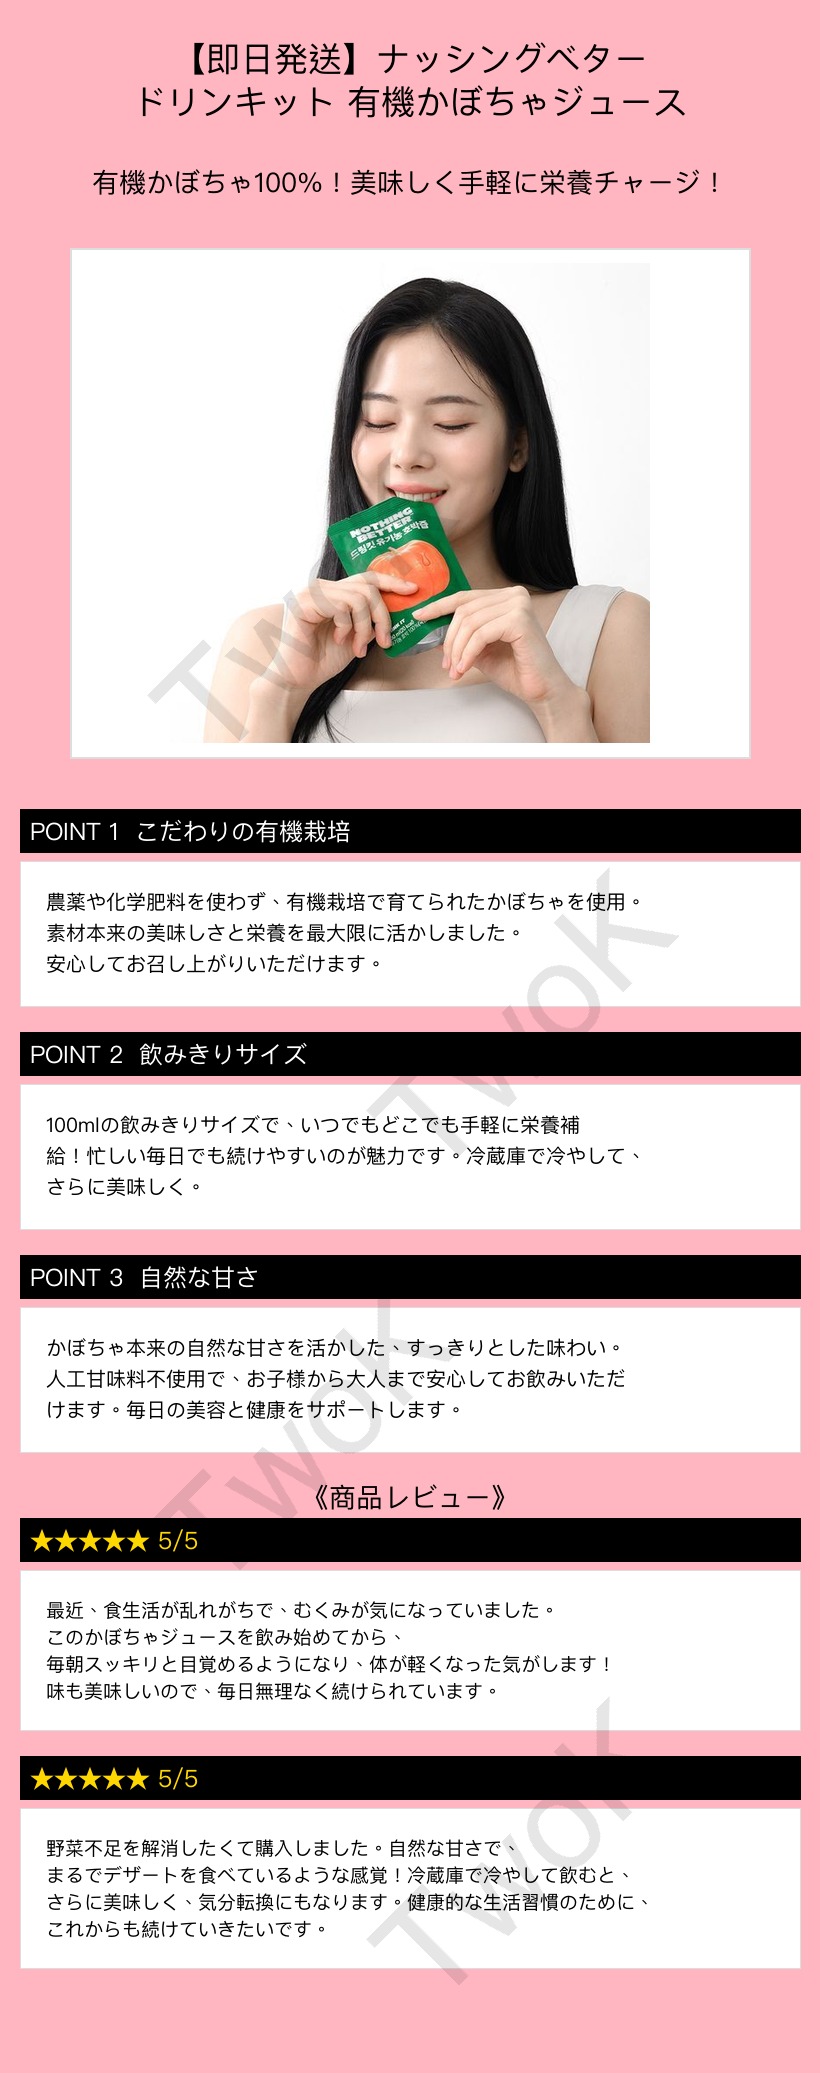 【即日発送】ナッシングベター
ドリンキット 有機かぼちゃジュース
有機かぼちゃ100%！美味しく手軽に栄養チャージ！
NOTHING
BETTER
드링킷 유기농 호박즙
TwoK
POINT 1 こだわりの有機栽培
農薬や化学肥料を使わず、有機栽培で育てられたかぼちゃを使用。
素材本来の美味しさと栄養を最大限に活かしました。
安心してお召し上がりいただけます。
TwoK
POINT 2 飲みきりサイズ
100mlの飲みきりサイズで、いつでもどこでも手軽に栄養補
給！忙しい毎日でも続けやすいのが魅力です。冷蔵庫で冷やして、
さらに美味しく。
POINT 3 自然な甘さ
かぼちゃ本来の自然な甘さを活かした、すっきりとした味わい。
人工甘味料不使用で、お子様から大人まで安心してお飲みいただ
けます。毎日の美容と健康をサポートします。
TwoK
《商品レビュー》
★★★★★ 5/5
最近、食生活が乱れがちで、むくみが気になっていました。
このかぼちゃジュースを飲み始めてから、
毎朝スッキリと目覚めるようになり、体が軽くなった気がします！
味も美味しいので、毎日無理なく続けられています。
★★★★★ 5/5
野菜不足を解消したくて購入しました。自然な甘さで、
まるでデザートを食べているような感覚！冷蔵庫で冷やして飲むと、
さらに美味しく、気分転換にもなります。健康的な生活習慣のために、
これからも続けていきたいです。
TwoK